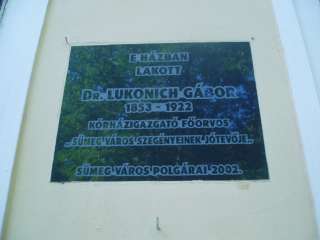 E HÁZBAN
LAKOTT
DR. LUKONICH GÁBOR
1853 - 1922
KÓRHÁZIGAZGATÓ FŐORVOS
„SÜMEG VÁROS SZEGÉNYEINEK JÓTEVŐJE„
SÜMEG VÁROS POLGÁRAI 2002.